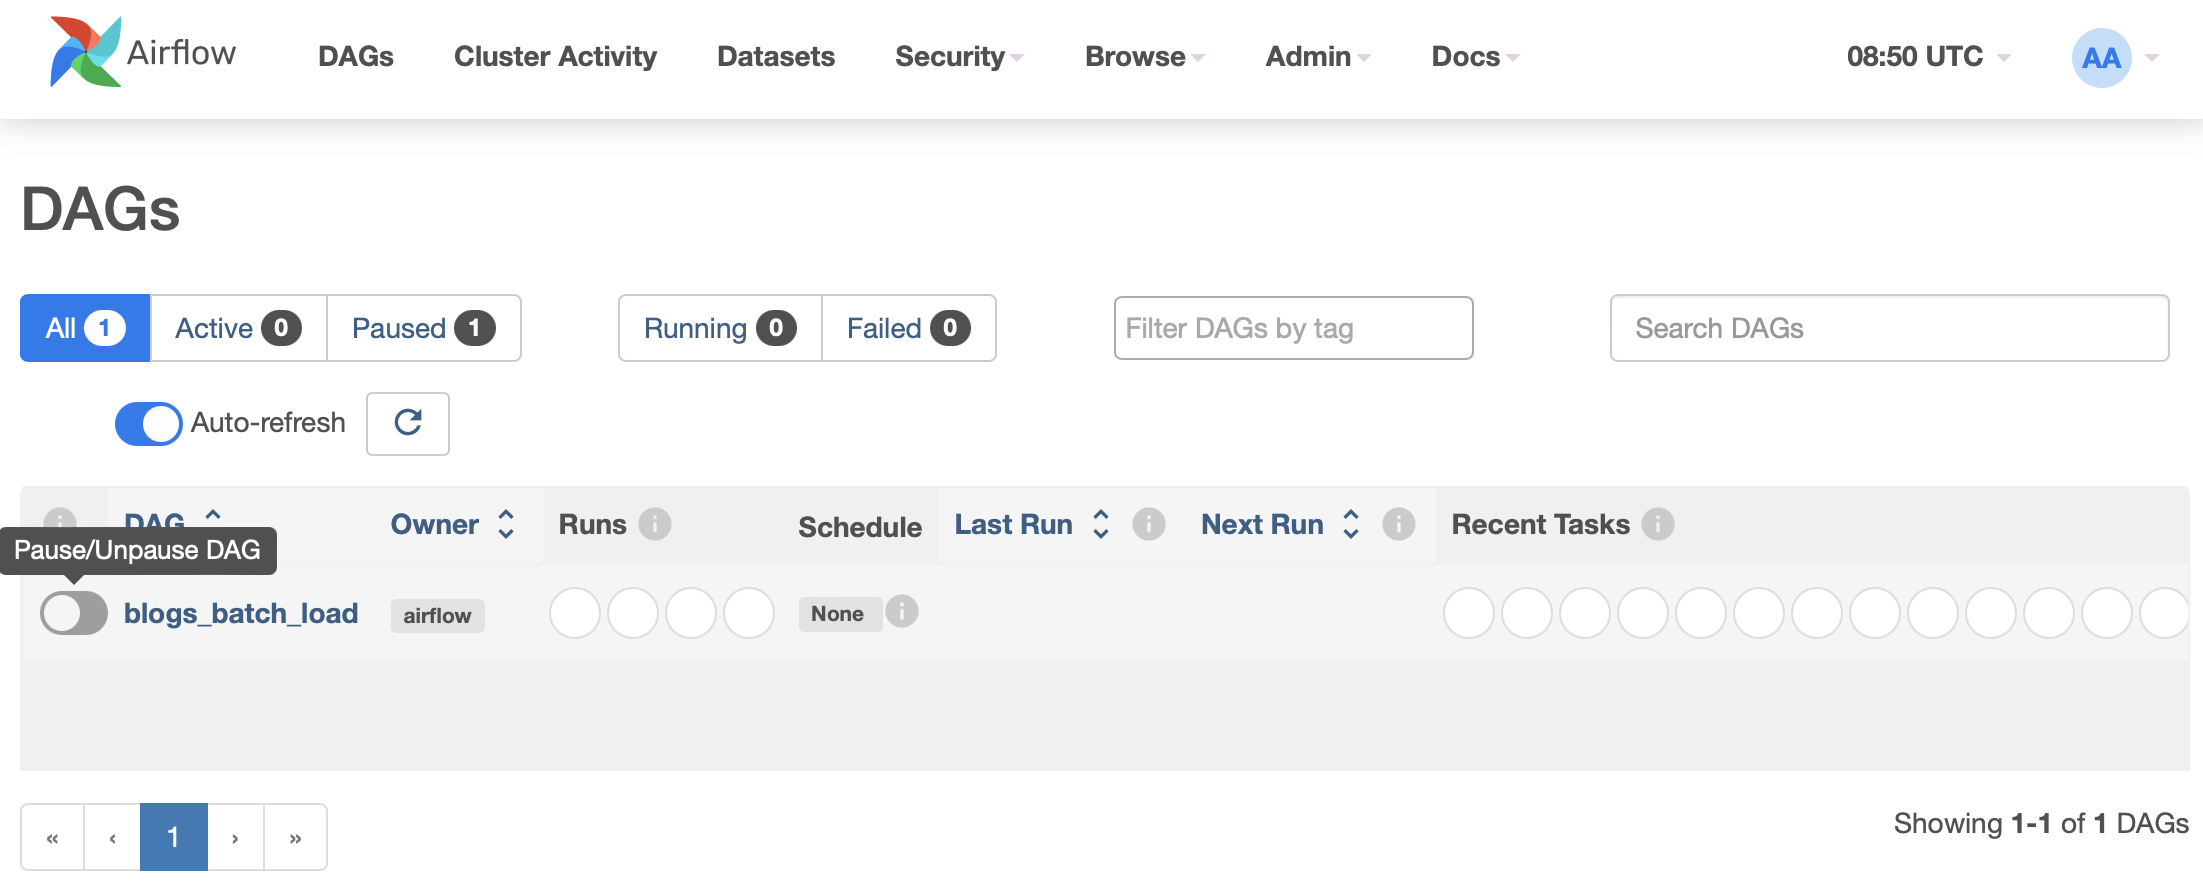 Airflow DAGs Cluster Activity Datasets Security Browse Admin Docs 08:50 UTC AA
DAGs
All 1 Active 0 Paused 1 Running 0 Failed 0 Filter DAGs by tag Search DAGs
Auto-refresh
DAG Owner Runs Schedule Last Run Next Run Recent Tasks
Pause/Unpause DAG
blogs_batch_load airflow None
« ‹ 1 › »
Showing 1-1 of 1 DAGs